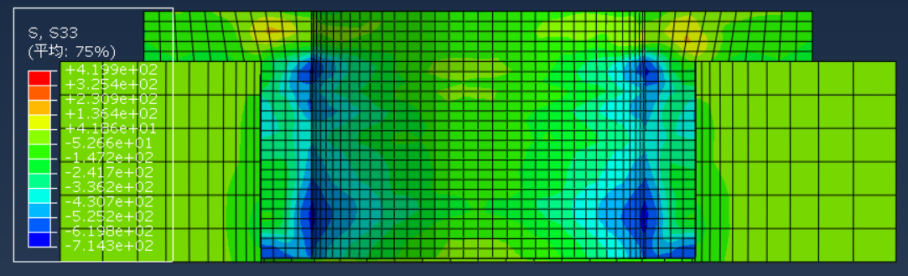 S, S33
(平均: 75%)
+4.199e+02
+3.254e+02
+2.309e+02
+1.364e+02
+4.186e+01
-5.266e+01
-1.472e+02
-2.417e+02
-3.362e+02
-4.307e+02
-5.252e+02
-6.198e+02
-7.143e+02